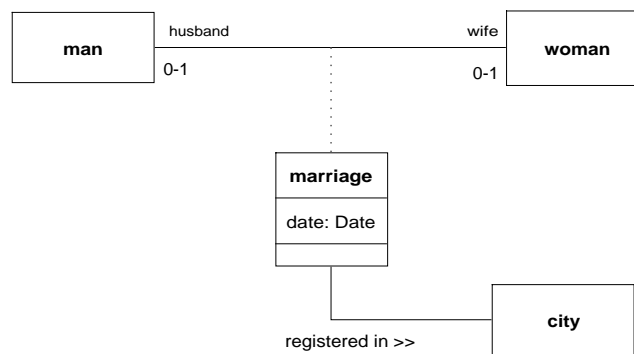 husband
wife
man
woman
0-1
0-1
marriage
date: Date
city
registered in >>